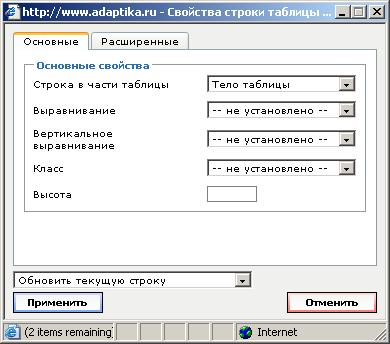 http://www.adaptika.ru - Свойства строки таблицы ...
Основные
Расширенные
Основные свойства
Строка в части таблицы
Тело таблицы
Выравнивание
-- не установлено --
Вертикальное
выравнивание
-- не установлено --
Класс
-- не установлено --
Высота
Обновить текущую строку
Применить
Отменить
(2 items remaining
Internet